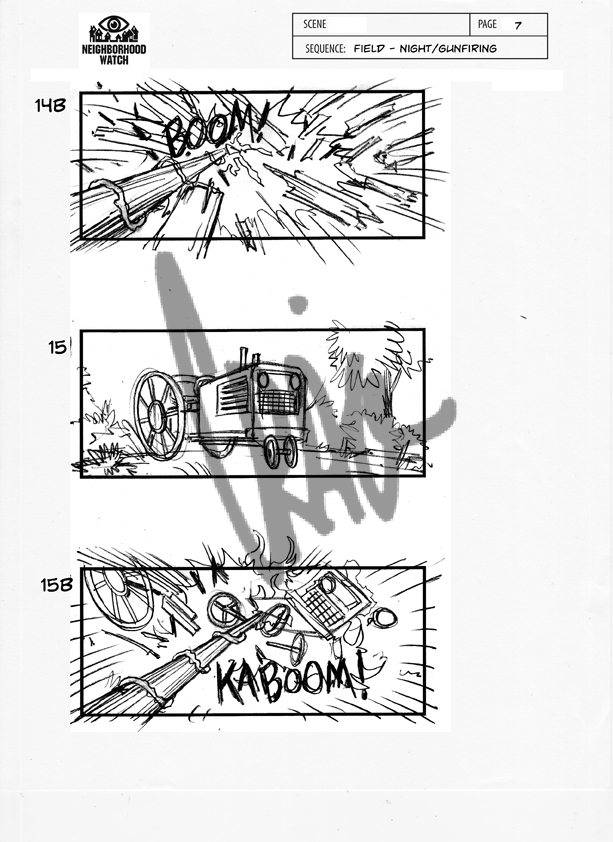 NEIGHBORHOOD
WATCH
SCENE
PAGE 7
SEQUENCE: FIELD - NIGHT/GUNFIRING
14B
BOOM!
15
15B
KABOOM!